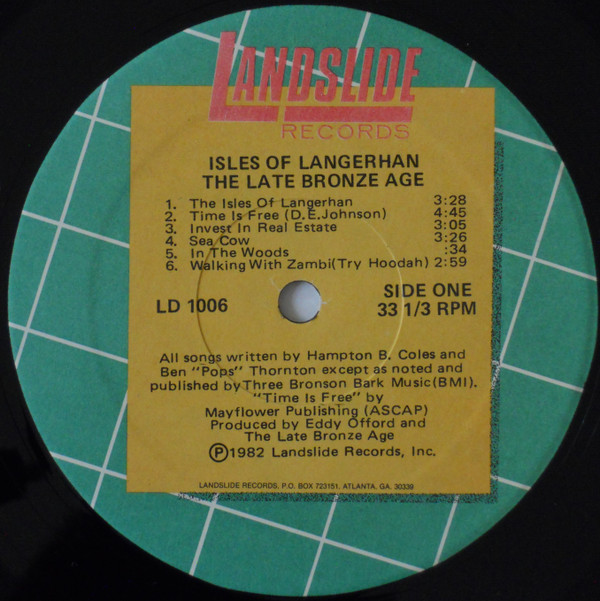 LANDSLIDE
RECORDS
ISLES OF LANGERHAN
THE LATE BRONZE AGE
1. The Isles Of Langerhan 3:28
2. Time Is Free (D.E.Johnson) 4:45
3. Invest In Real Estate 3:05
4. Sea Cow 3:26
5. In The Woods :34
6. Walking With Zambi(Try Hoodah) 2:59
LD 1006
SIDE ONE
33 1/3 RPM
All songs written by Hampton B. Coles and
Ben "Pops" Thornton except as noted and
published by Three Bronson Bark Music(BMI).
"Time Is Free" by
Mayflower Publishing (ASCAP)
Produced by Eddy Offord and
The Late Bronze Age
Ⓟ1982 Landslide Records, Inc.
LANDSLIDE RECORDS, P.O. BOX 723151, ATLANTA, GA. 30339